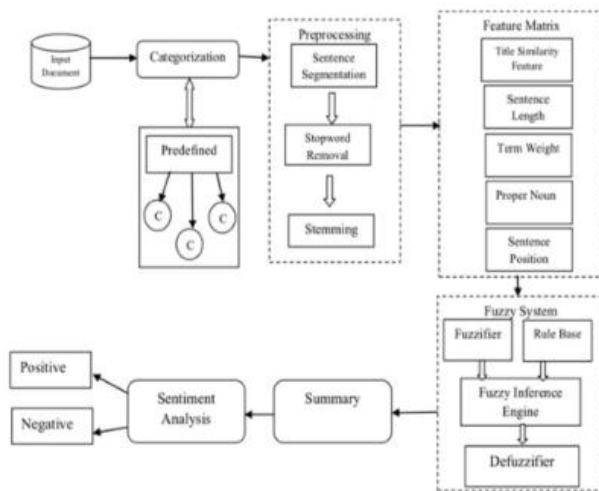 Input
Document
Categorization
Predefined
C
C
C
Preprocessing
Sentence
Segmentation
Stopword
Removal
Stemming
Feature Matrix
Title Similarity
Feature
Sentence
Length
Term Weight
Proper Noun
Sentence
Position
Fuzzy System
Fuzzifier
Rule Base
Fuzzy Inference
Engine
Defuzzifier
Summary
Sentiment
Analysis
Positive
Negative